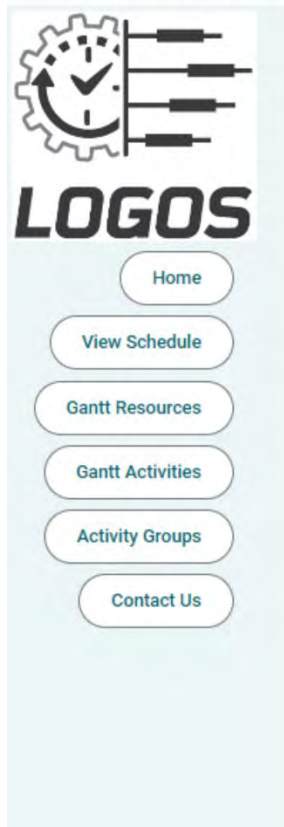 LOGOS
Home
View Schedule
Gantt Resources
Gantt Activities
Activity Groups
Contact Us